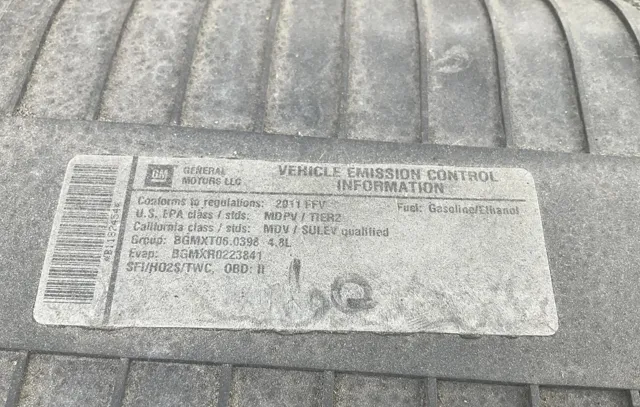 GM GENERAL MOTORS LLC
VEHICLE EMISSION CONTROL INFORMATION
Conforms to regulations: 2011 FFV Fuel: Gasoline/Ethanol
U.S. EPA class / stds: MDPV / TIER2
California class / stds: MDV / SULEV qualified
Group: BGMXT06.0398 4.8L
Evap: BGMXR0223841
SFI/HO2S/TWC, OBD: II